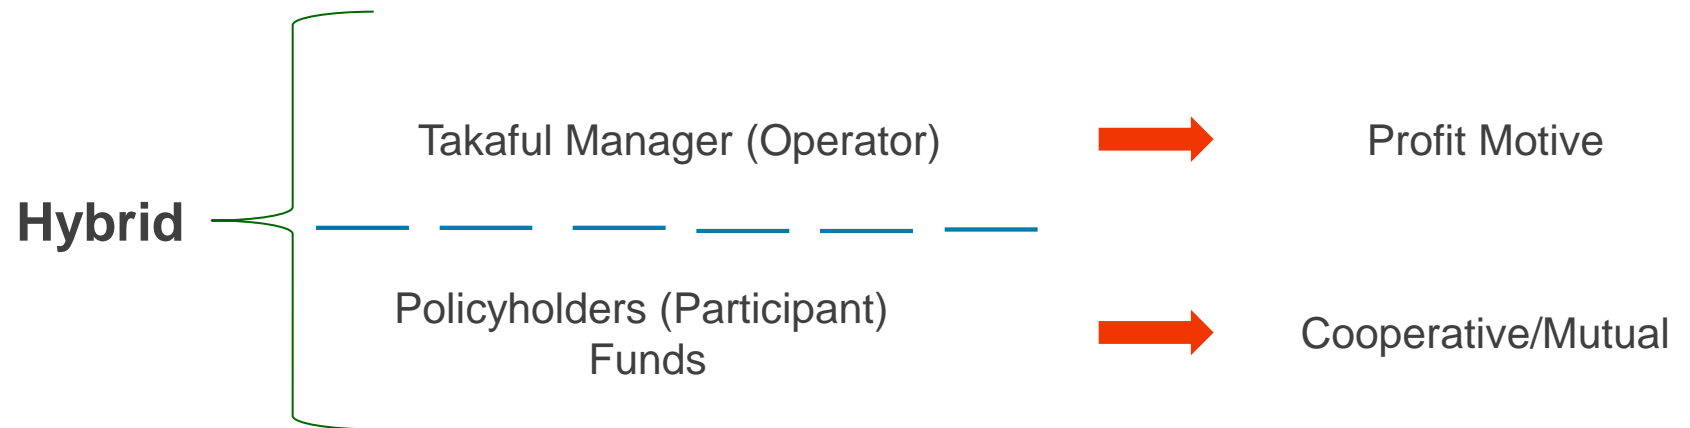 Takaful Manager (Operator)
Profit Motive
Hybrid
Policyholders (Participant)
Funds
Cooperative/Mutual